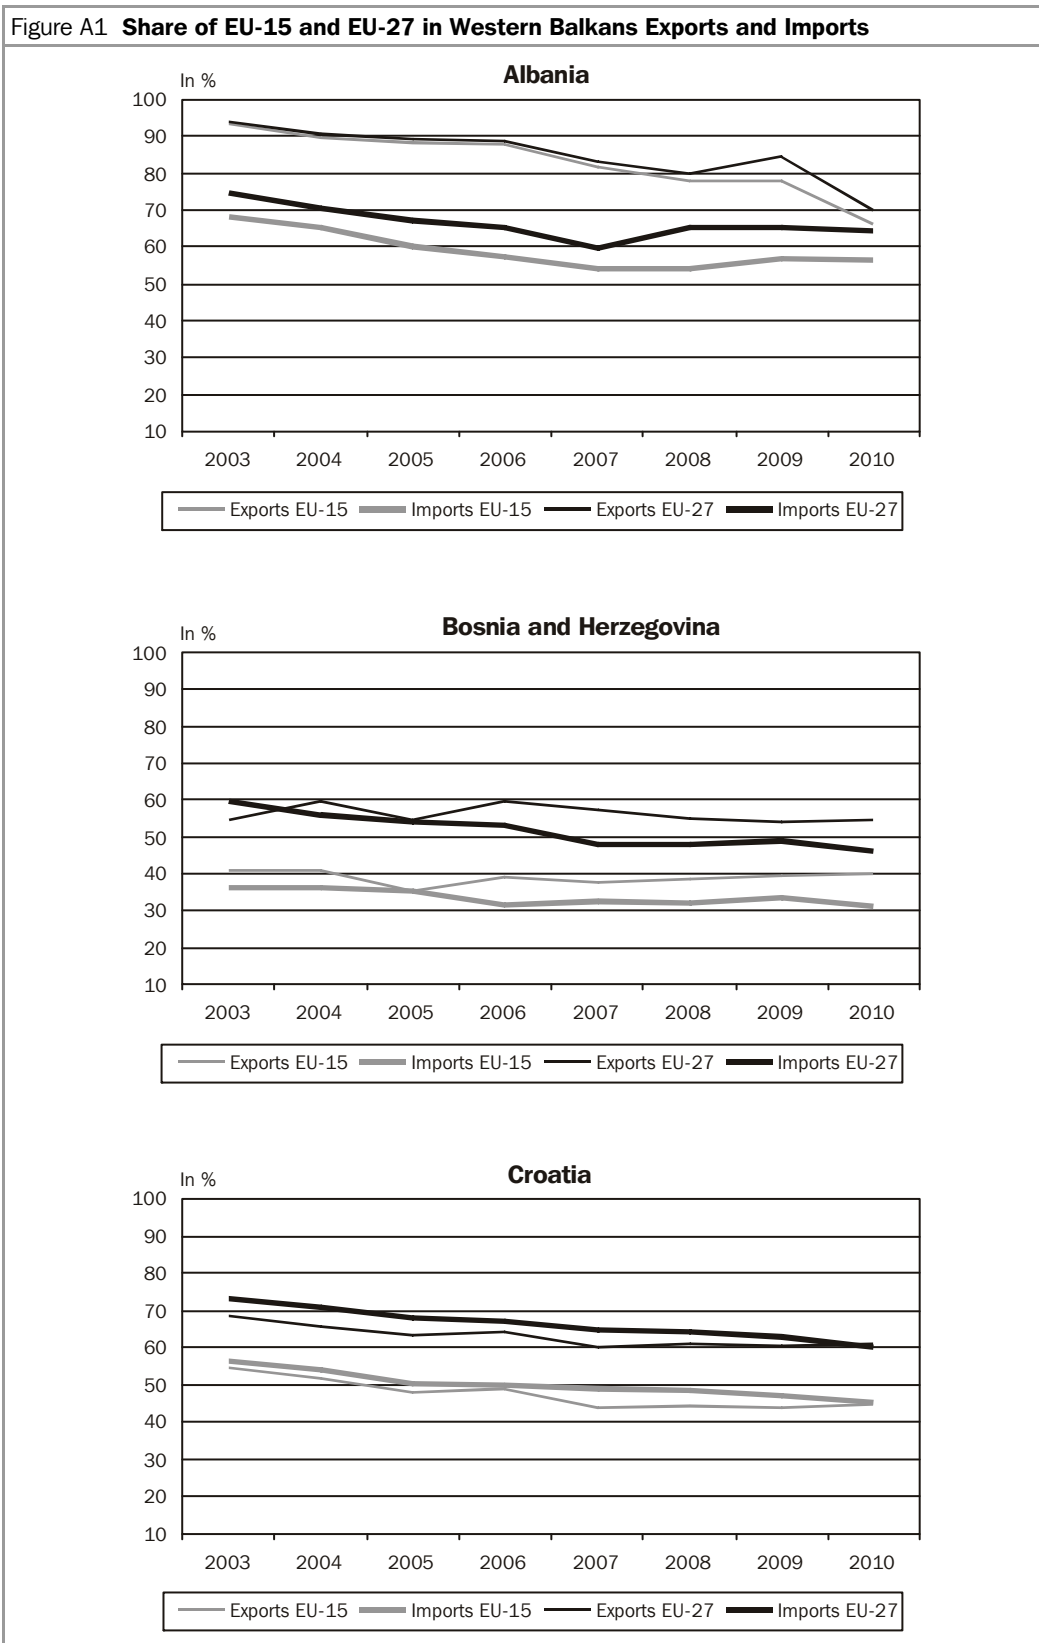 Figure A1 Share of EU-15 and EU-27 in Western Balkans Exports and Imports
Albania
In %
100
90
80
70
60
50
40
30
20
10
2003 2004 2005 2006 2007 2008 2009 2010
Exports EU-15 Imports EU-15 Exports EU-27 Imports EU-27
Bosnia and Herzegovina
In %
100
90
80
70
60
50
40
30
20
10
2003 2004 2005 2006 2007 2008 2009 2010
Exports EU-15 Imports EU-15 Exports EU-27 Imports EU-27
Croatia
In %
100
90
80
70
60
50
40
30
20
10
2003 2004 2005 2006 2007 2008 2009 2010
Exports EU-15 Imports EU-15 Exports EU-27 Imports EU-27